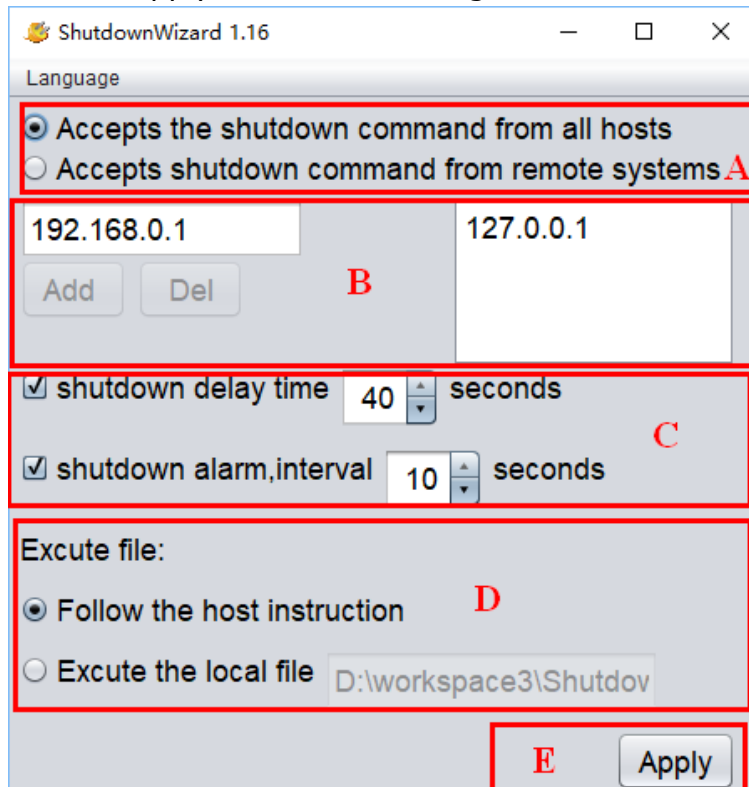 ShutdownWizard 1.16
Language
Accepts the shutdown command from all hosts
Accepts shutdown command from remote systems A
192.168.0.1 127.0.0.1
Add Del B
shutdown delay time 40 seconds
C
shutdown alarm,interval 10 seconds
Excute file:
Follow the host instruction D
Excute the local file D:\workspace3\Shutdov
E Apply